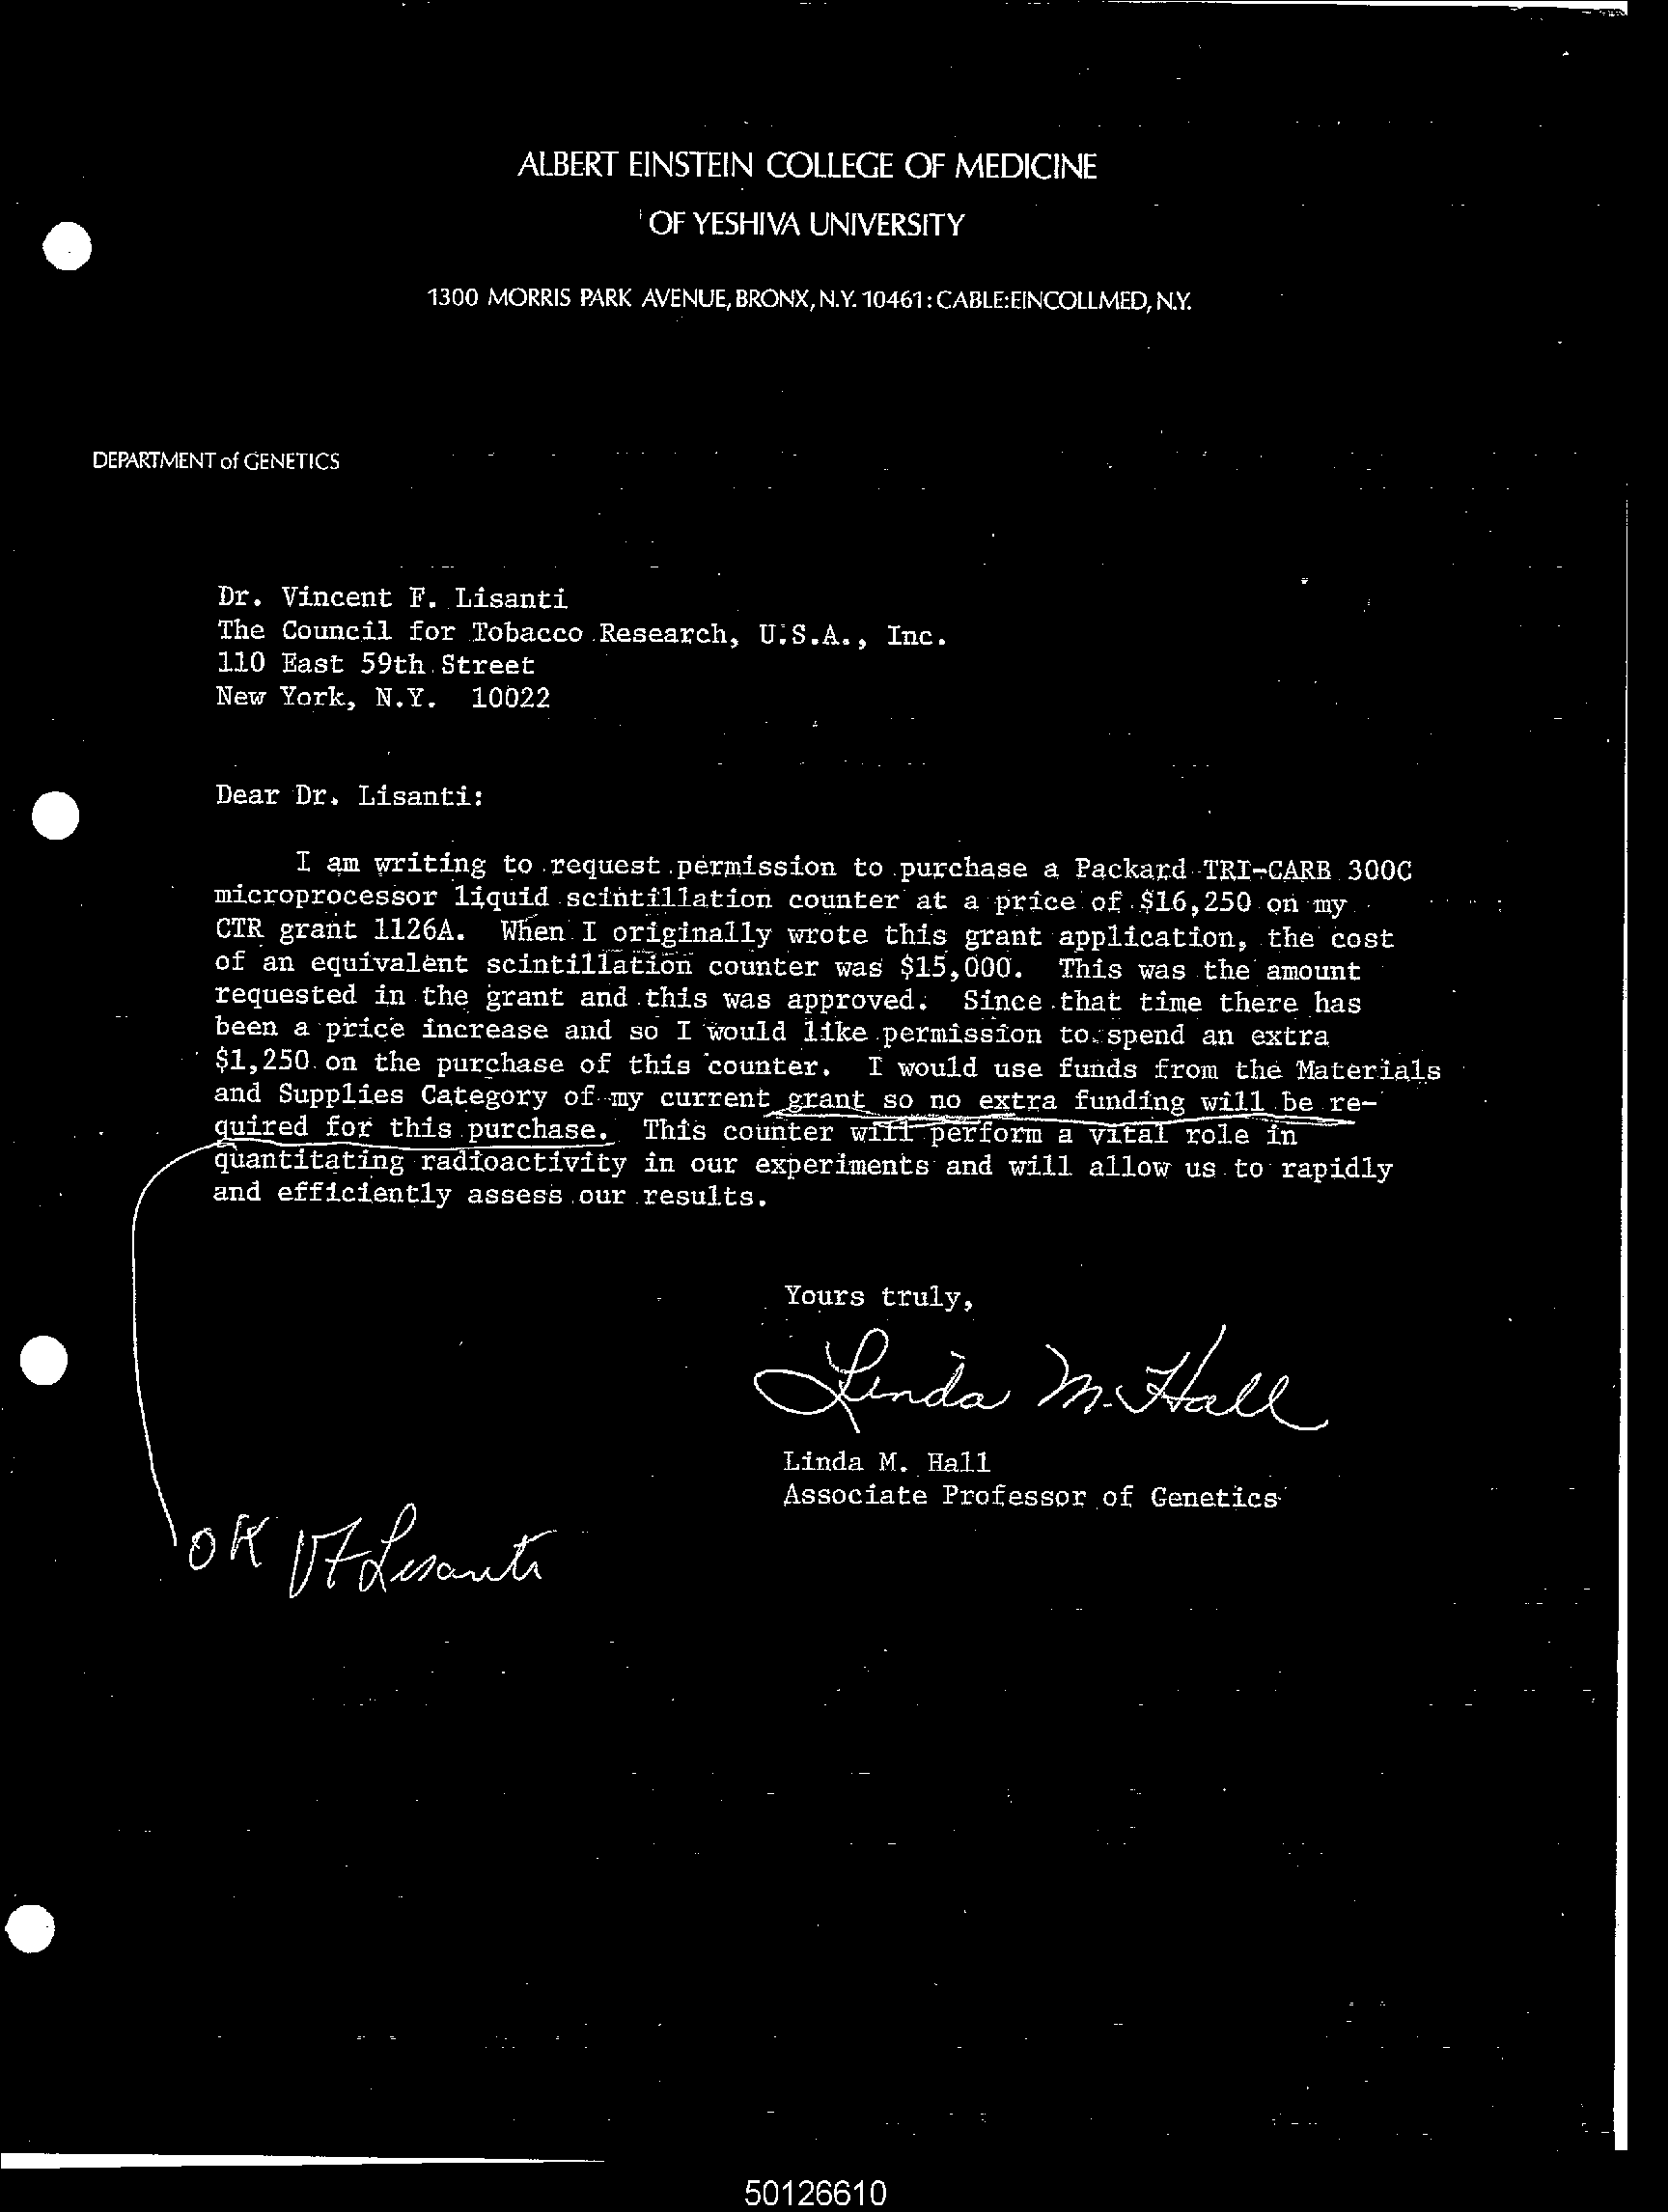 ALBERT EINSTEIN COLLEGE OF MEDICINE
OF YESHIVA UNIVERSITY
1300 MORRIS PARK AVENUE, BRONX, N.Y. 10461 : CABLE:EINCOLLMED, N.Y.
DEPARTMENT of GENETICS
Dr. Vincent F. Lisanti
The Council for Tobacco Research, U.S.A., Inc.
110 East 59th Street
New York, N.Y. 10022
Dear Dr. Lisanti:
I am writing to request permission to purchase a Packard TRI-CARB 300C
microprocessor liquid scintillation counter at a price of $16,250 on my
CTR grant 1126A. When I originally wrote this grant application, the cost
of an equivalent scintillation counter was $15,000. This was the amount
requested in the grant and this was approved. Since that time there has
been a price increase and so I would like permission to spend an extra
$1,250 on the purchase of this counter. I would use funds from the Materials
and Supplies Category of my current grant so no extra funding will be re-
quired for this purchase. This counter will perform a vital role in
quantitating radioactivity in our experiments and will allow us to rapidly
and efficiently assess our results.
Yours truly,
Linda M. Hall
Linda M. Hall
Associate Professor of Genetics
OK VF Lisanti
50126610